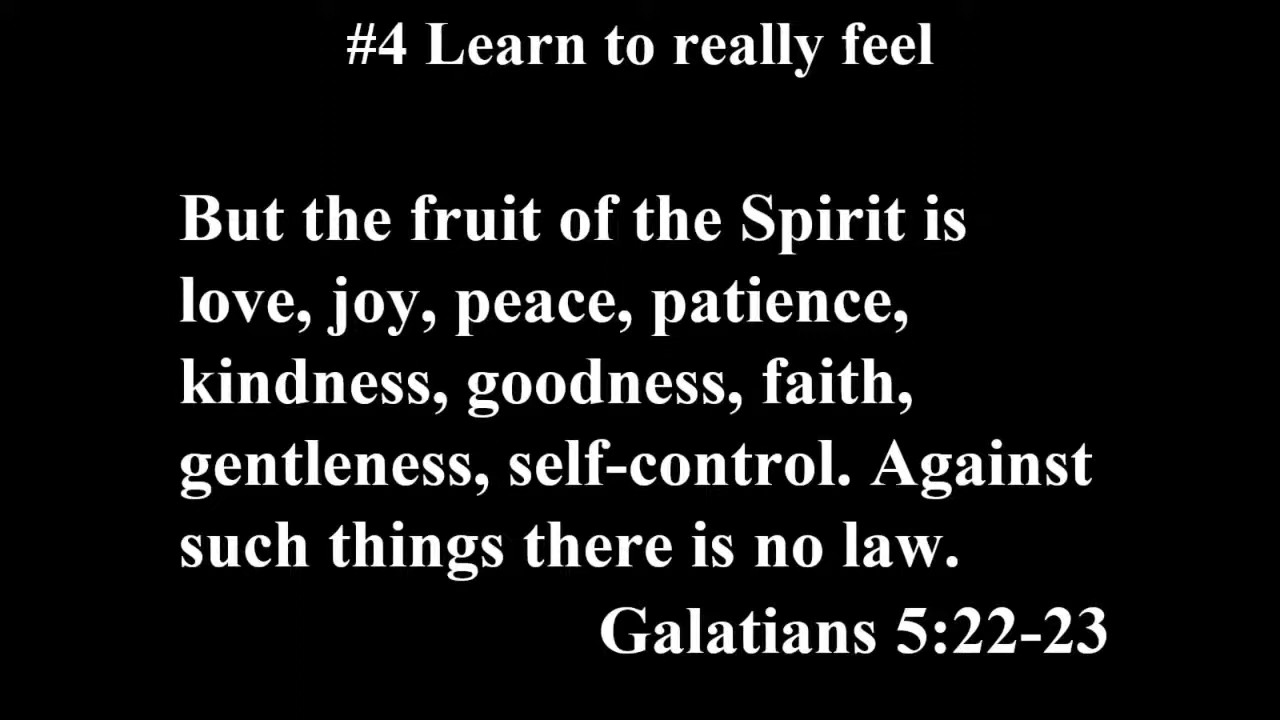 #4 Learn to really feel
But the fruit of the Spirit is
love, joy, peace, patience,
kindness, goodness, faith,
gentleness, self-control. Against
such things there is no law.
Galatians 5:22-23